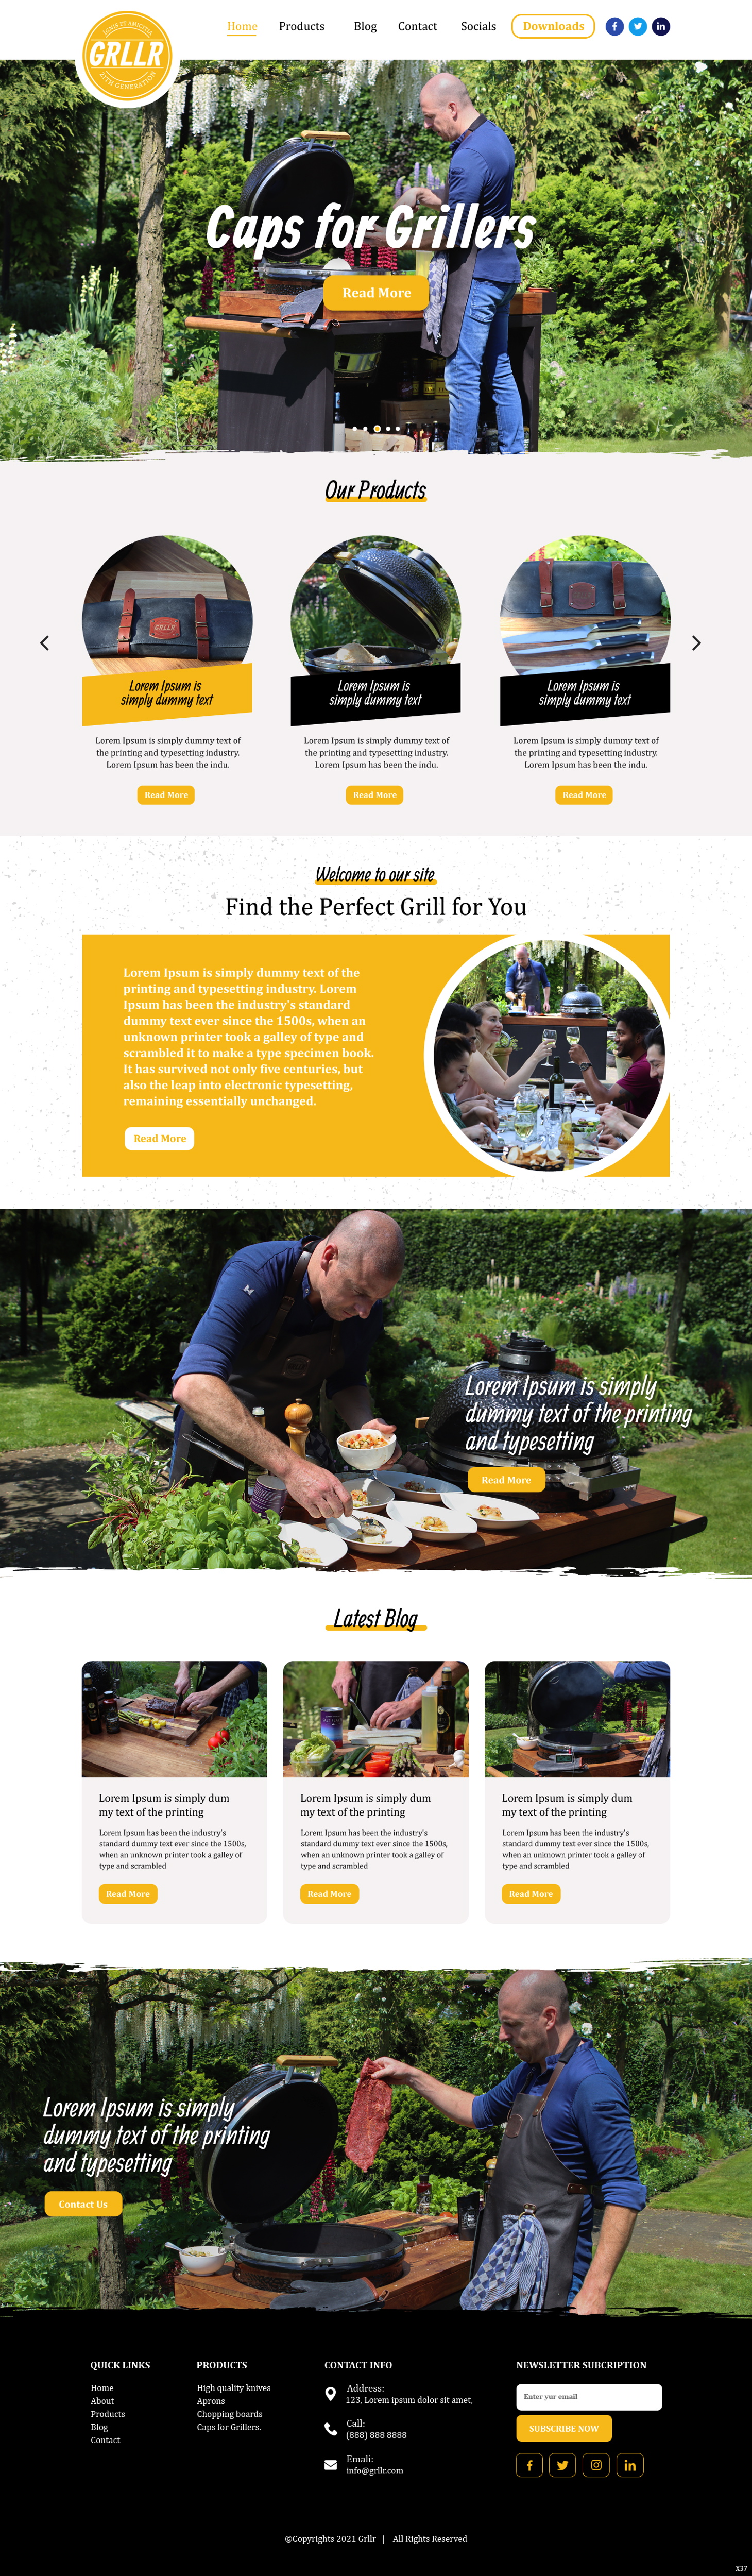 JURIS ET AMICITIA
GRLLR
12TH GENERATION
Home
Products
Blog
Contact
Socials
Downloads
Caps for Grillers
Read More
Our Products
GRLLR
Lorem Ipsum is
simply dummy text
Lorem Ipsum is simply dummy text of
the printing and typesetting industry.
Lorem Ipsum has been the indu.
Read More
Lorem Ipsum is
simply dummy text
Lorem Ipsum is simply dummy text of
the printing and typesetting industry.
Lorem Ipsum has been the indu.
Read More
Lorem Ipsum is
simply dummy text
Lorem Ipsum is simply dummy text of
the printing and typesetting industry.
Lorem Ipsum has been the indu.
Read More
Welcome to our site
Find the Perfect Grill for You
Lorem Ipsum is simply dummy text of the
printing and typesetting industry. Lorem
Ipsum has been the industry's standard
dummy text ever since the 1500s, when an
unknown printer took a galley of type and
scrambled it to make a type specimen book.
It has survived not only five centuries, but
also the leap into electronic typesetting,
remaining essentially unchanged.
Read More
Lorem Ipsum is simply
dummy text of the printing
and typesetting
Read More
Latest Blog
Lorem Ipsum is simply dum
my text of the printing
Lorem Ipsum has been the industry's
standard dummy text ever since the 1500s,
when an unknown printer took a galley of
type and scrambled
Read More
Lorem Ipsum is simply dum
my text of the printing
Lorem Ipsum has been the industry's
standard dummy text ever since the 1500s,
when an unknown printer took a galley of
type and scrambled
Read More
Lorem Ipsum is simply dum
my text of the printing
Lorem Ipsum has been the industry's
standard dummy text ever since the 1500s,
when an unknown printer took a galley of
type and scrambled
Read More
Lorem Ipsum is simply
dummy text of the printing
and typesetting
Contact Us
QUICK LINKS
Home
About
Products
Blog
Contact
PRODUCTS
High quality knives
Aprons
Chopping boards
Caps for Grillers.
CONTACT INFO
Address:
123, Lorem ipsum dolor sit amet,
Call:
(888) 888 8888
Emali:
info@grllr.com
NEWSLETTER SUBCRIPTION
Enter yur email
SUBSCRIBE NOW
©Copyrights 2021 Grllr | All Rights Reserved
X37